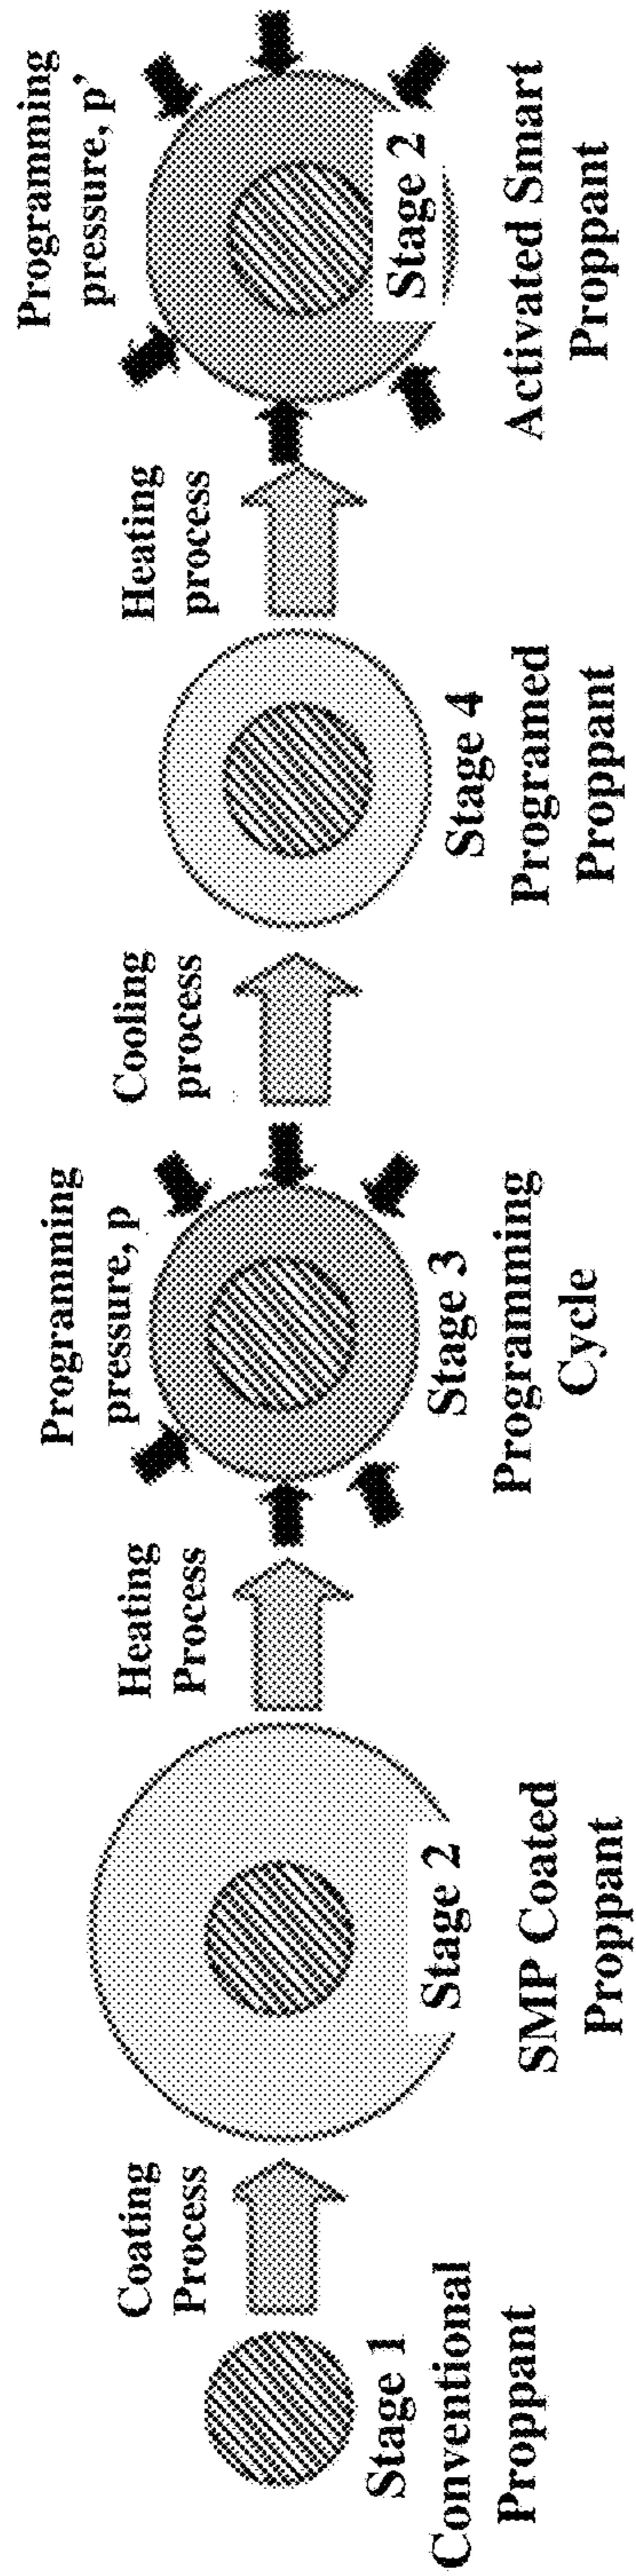 Coating
Process
Stage 1
Conventional
Proppant
Stage 2
SMP Coated
Proppant
Heating
Process
Programming
pressure, p
Stage 3
Programming
Cycle
Cooling
process
Stage 4
Programed
Proppant
Heating
process
Programming
pressure, p'
Stage 2
Activated Smart
Proppant